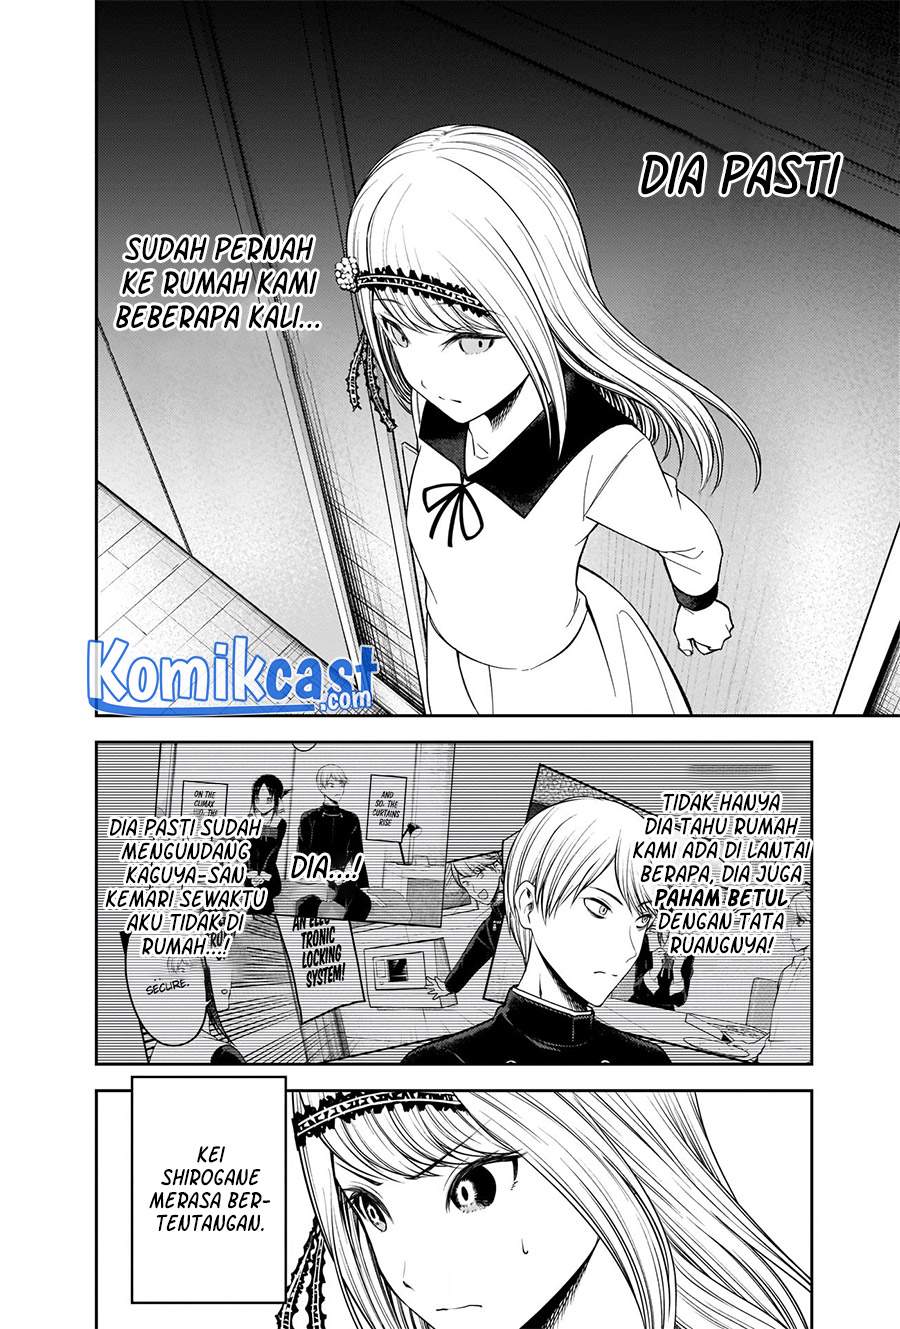 DIA PASTI
SUDAH PERNAH
KE RUMAH KAMI
BEBERAPA KALI...
Komikcast
.com
TIDAK HANYA
DIA TAHU RUMAH
KAMI ADA DI LANTAI
BERAPA, DIA JUGA
PAHAM BETUL
DENGAN TATA
RUANGNYA!
AND
SO, THE
CURTAINS
RISE
ON THE
CLIMAX
DIA...!
DIA PASTI SUDAH
MENGUNDANG
KAGUYA-SAN
KEMARI SEWAKTU
AKU TIDAK DI
RUMAH...!
AN ELEC
TRONIC
LOCKING
SYSTEM!
SECURE.
KEI
SHIROGANE
MERASA BER-
TENTANGAN.